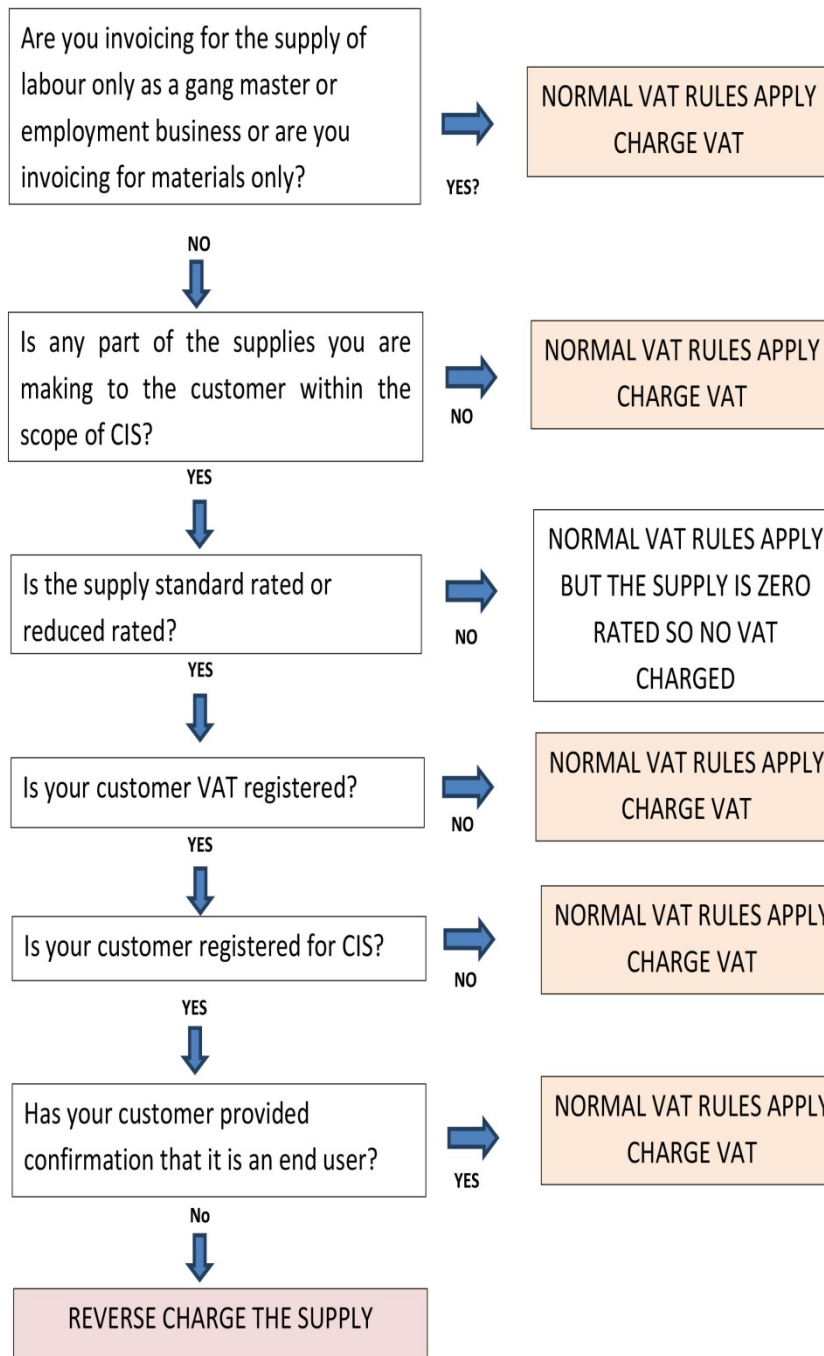 Are you invoicing for the supply of
labour only as a gang master or
employment business or are you
invoicing for materials only?
YES?
NORMAL VAT RULES APPLY
CHARGE VAT
NO
Is any part of the supplies you are
making to the customer within the
scope of CIS?
NO
NORMAL VAT RULES APPLY
CHARGE VAT
YES
Is the supply standard rated or
reduced rated?
NO
NORMAL VAT RULES APPLY
BUT THE SUPPLY IS ZERO
RATED SO NO VAT
CHARGED
YES
Is your customer VAT registered?
NO
NORMAL VAT RULES APPLY
CHARGE VAT
YES
Is your customer registered for CIS?
NO
NORMAL VAT RULES APPLY
CHARGE VAT
YES
Has your customer provided
confirmation that it is an end user?
YES
NORMAL VAT RULES APPLY
CHARGE VAT
No
REVERSE CHARGE THE SUPPLY